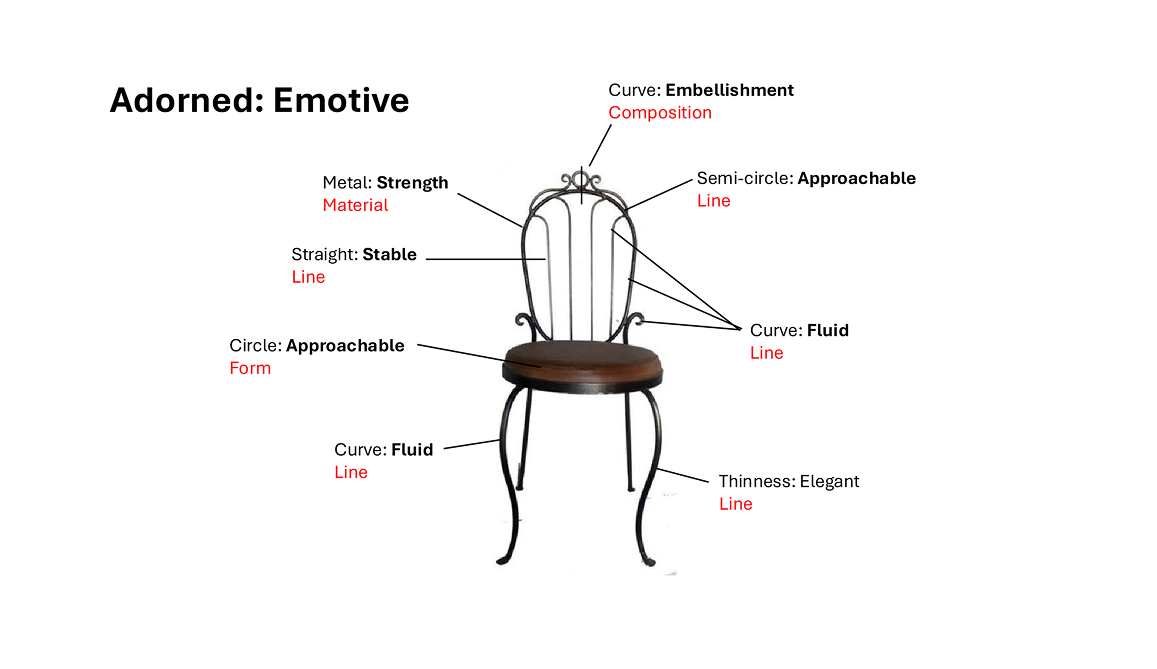 Adorned: Emotive
Curve: Embellishment
Composition
Metal: Strength
Material
Semi-circle: Approachable
Line
Straight: Stable
Line
Curve: Fluid
Line
Circle: Approachable
Form
Curve: Fluid
Line
Thinness: Elegant
Line